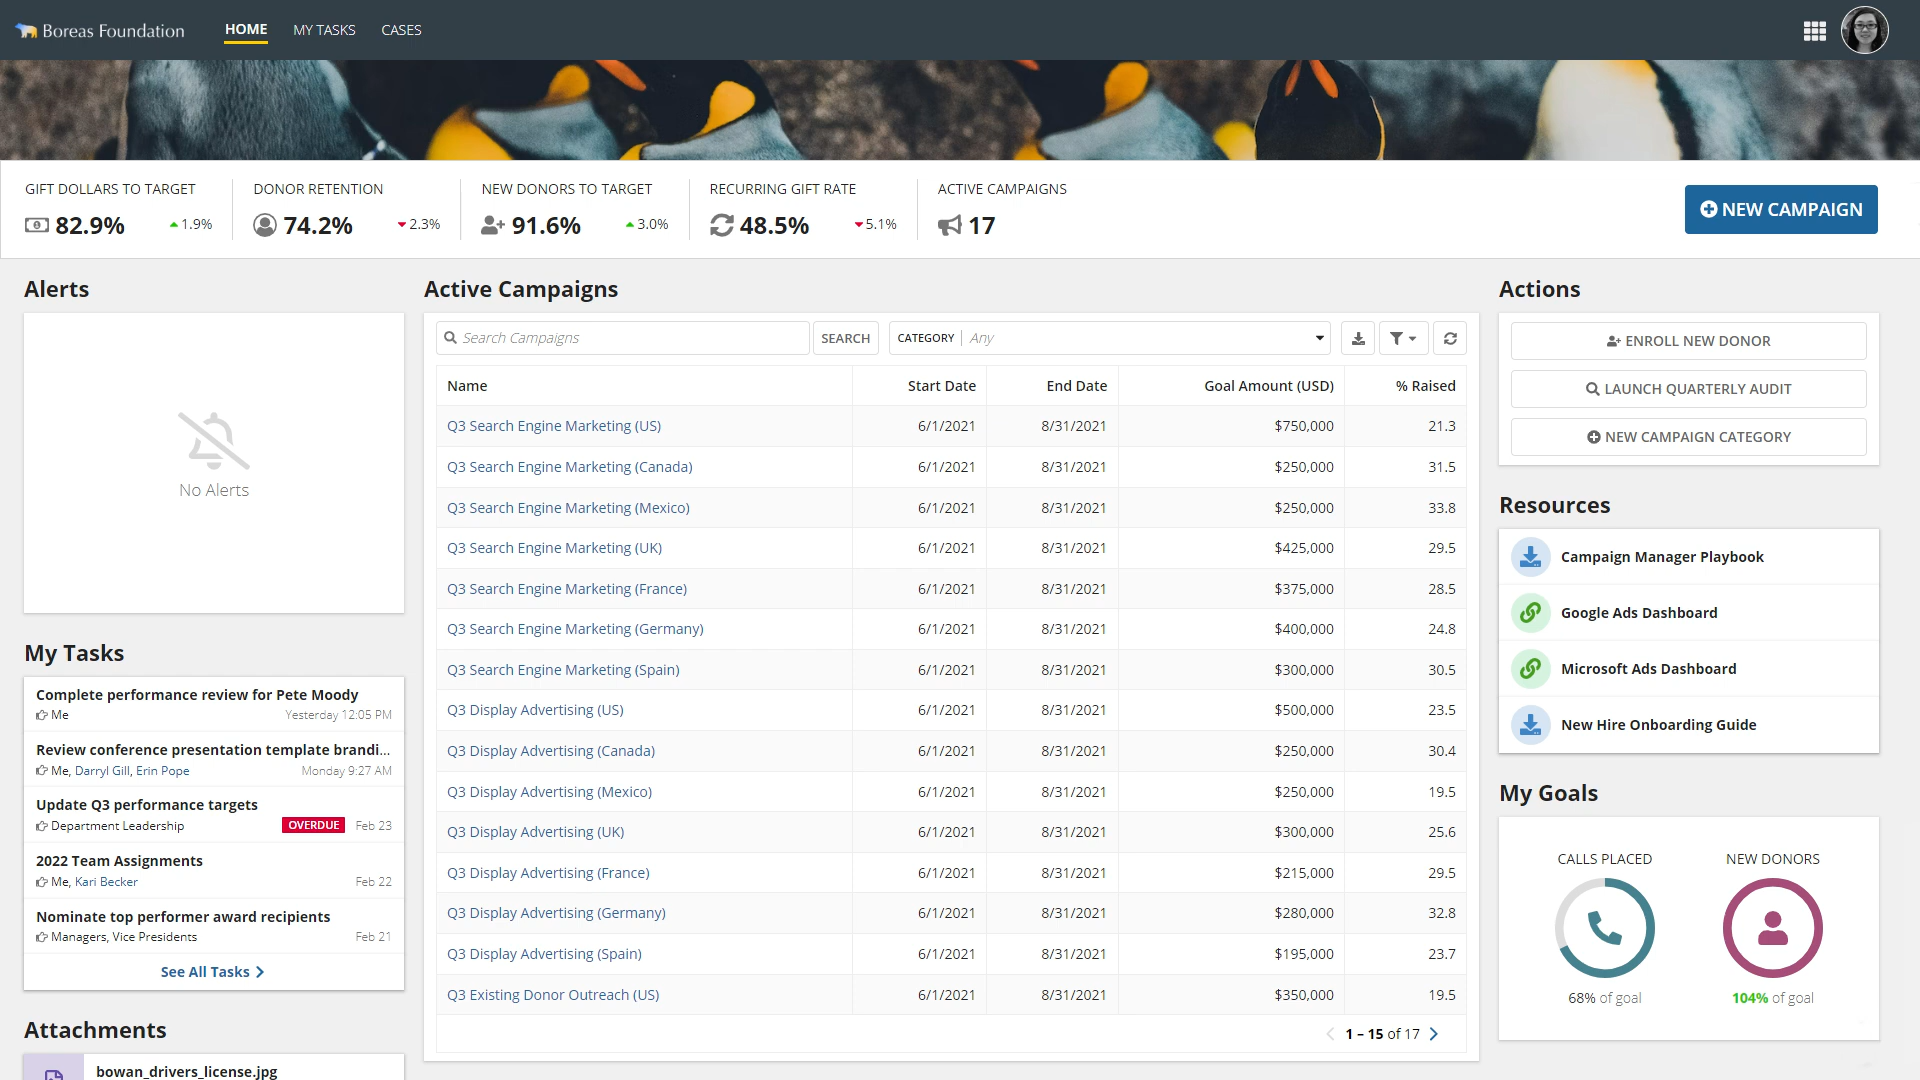 Boreas Foundation
HOME
MY TASKS
CASES
GIFT DOLLARS TO TARGET
82.9%
1.9%
DONOR RETENTION
74.2%
2.3%
NEW DONORS TO TARGET
91.6%
3.0%
RECURRING GIFT RATE
48.5%
5.1%
ACTIVE CAMPAIGNS
17
NEW CAMPAIGN
Alerts
No Alerts
My Tasks
Complete performance review for Pete Moody
Me
Yesterday 12:05 PM
Review conference presentation template brandi...
Me, Darryl Gill, Erin Pope
Monday 9:27 AM
Update Q3 performance targets
Department Leadership
OVERDUE
Feb 23
2022 Team Assignments
Me, Kari Becker
Feb 22
Nominate top performer award recipients
Managers, Vice Presidents
Feb 21
See All Tasks
Attachments
bowan_drivers_license.jpg
Active Campaigns
Search Campaigns
SEARCH
CATEGORY
Any
Name Start Date End Date Goal Amount (USD) % Raised
Q3 Search Engine Marketing (US) 6/1/2021 8/31/2021 $750,000 21.3
Q3 Search Engine Marketing (Canada) 6/1/2021 8/31/2021 $250,000 31.5
Q3 Search Engine Marketing (Mexico) 6/1/2021 8/31/2021 $250,000 33.8
Q3 Search Engine Marketing (UK) 6/1/2021 8/31/2021 $425,000 29.5
Q3 Search Engine Marketing (France) 6/1/2021 8/31/2021 $375,000 28.5
Q3 Search Engine Marketing (Germany) 6/1/2021 8/31/2021 $400,000 24.8
Q3 Search Engine Marketing (Spain) 6/1/2021 8/31/2021 $300,000 30.5
Q3 Display Advertising (US) 6/1/2021 8/31/2021 $500,000 23.5
Q3 Display Advertising (Canada) 6/1/2021 8/31/2021 $250,000 30.4
Q3 Display Advertising (Mexico) 6/1/2021 8/31/2021 $250,000 19.5
Q3 Display Advertising (UK) 6/1/2021 8/31/2021 $300,000 25.6
Q3 Display Advertising (France) 6/1/2021 8/31/2021 $215,000 29.5
Q3 Display Advertising (Germany) 6/1/2021 8/31/2021 $280,000 32.8
Q3 Display Advertising (Spain) 6/1/2021 8/31/2021 $195,000 23.7
Q3 Existing Donor Outreach (US) 6/1/2021 8/31/2021 $350,000 19.5
1 – 15 of 17
Actions
ENROLL NEW DONOR
LAUNCH QUARTERLY AUDIT
NEW CAMPAIGN CATEGORY
Resources
Campaign Manager Playbook
Google Ads Dashboard
Microsoft Ads Dashboard
New Hire Onboarding Guide
My Goals
CALLS PLACED
68% of goal
NEW DONORS
104% of goal